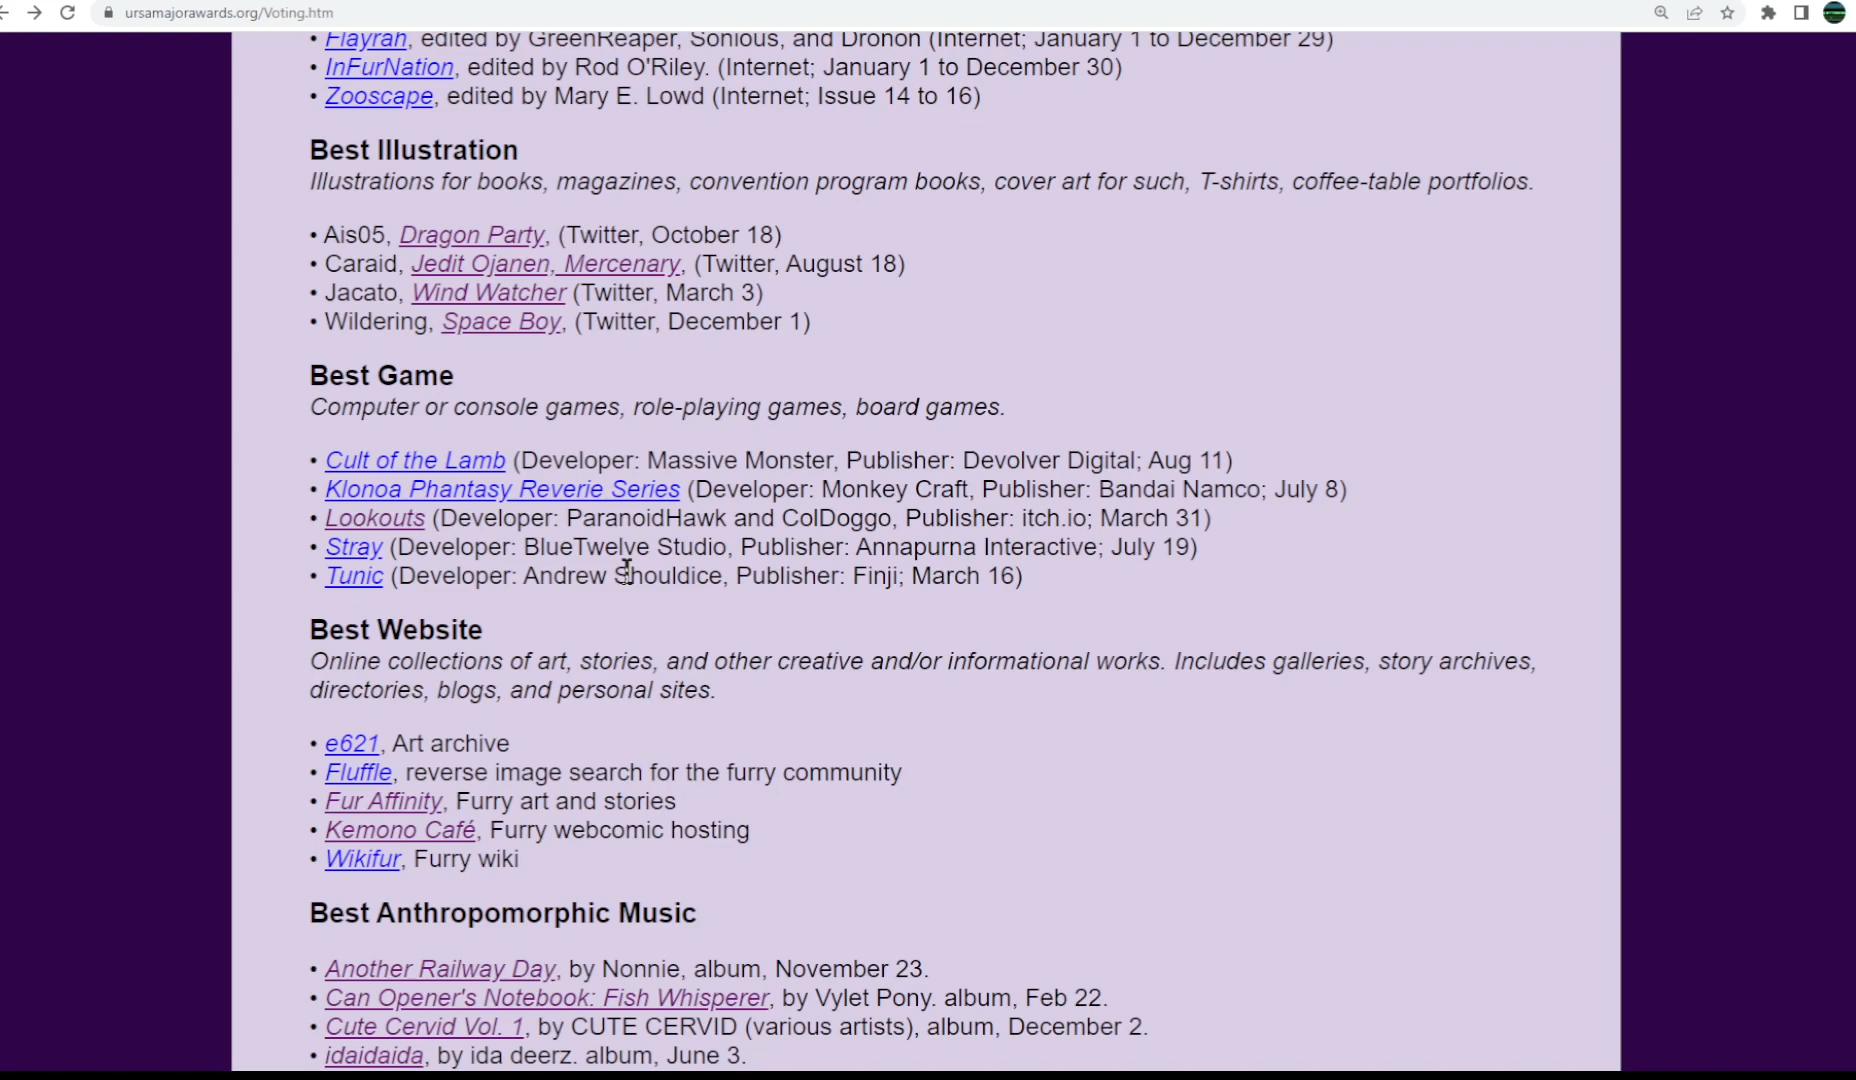 ursamajorawards.org/Voting.htm
• Flayrah, edited by GreenReaper, Sonious, and Dronon (Internet; January 1 to December 29)
• InFurNation, edited by Rod O'Riley. (Internet; January 1 to December 30)
• Zooscape, edited by Mary E. Lowd (Internet; Issue 14 to 16)
Best Illustration
Illustrations for books, magazines, convention program books, cover art for such, T-shirts, coffee-table portfolios.
• Ais05, Dragon Party, (Twitter, October 18)
• Caraid, Jedit Ojanen, Mercenary, (Twitter, August 18)
• Jacato, Wind Watcher (Twitter, March 3)
• Wildering, Space Boy, (Twitter, December 1)
Best Game
Computer or console games, role-playing games, board games.
• Cult of the Lamb (Developer: Massive Monster, Publisher: Devolver Digital; Aug 11)
• Klonoa Phantasy Reverie Series (Developer: Monkey Craft, Publisher: Bandai Namco; July 8)
• Lookouts (Developer: ParanoidHawk and ColDoggo, Publisher: itch.io; March 31)
• Stray (Developer: BlueTwelve Studio, Publisher: Annapurna Interactive; July 19)
• Tunic (Developer: Andrew Shouldice, Publisher: Finji; March 16)
Best Website
Online collections of art, stories, and other creative and/or informational works. Includes galleries, story archives,
directories, blogs, and personal sites.
• e621, Art archive
• Fluffle, reverse image search for the furry community
• Fur Affinity, Furry art and stories
• Kemono Café, Furry webcomic hosting
• Wikifur, Furry wiki
Best Anthropomorphic Music
• Another Railway Day, by Nonnie, album, November 23.
• Can Opener's Notebook: Fish Whisperer, by Vylet Pony. album, Feb 22.
• Cute Cervid Vol. 1, by CUTE CERVID (various artists), album, December 2.
• idaidaida, by ida deerz. album, June 3.